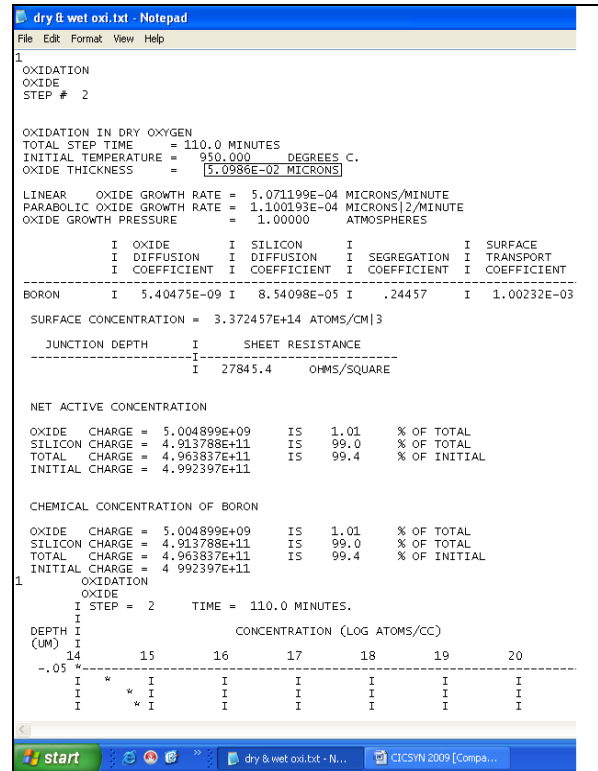 dry & wet oxi.txt - Notepad
File Edit Format View Help
1
OXIDATION
OXIDE
STEP # 2
OXIDATION IN DRY OXYGEN
TOTAL STEP TIME = 110.0 MINUTES
INITIAL TEMPERATURE = 950.000 DEGREES C.
OXIDE THICKNESS = 5.0986E-02 MICRONS
LINEAR OXIDE GROWTH RATE = 5.071199E-04 MICRONS/MINUTE
PARABOLIC OXIDE GROWTH RATE = 1.100193E-04 MICRONS|2/MINUTE
OXIDE GROWTH PRESSURE = 1.00000 ATMOSPHERES
I OXIDE I SILICON I I SURFACE
I DIFFUSION I DIFFUSION I SEGREGATION I TRANSPORT
I COEFFICIENT I COEFFICIENT I COEFFICIENT I COEFFICIENT
BORON I 5.40475E-09 I 8.54098E-05 I .24457 I 1.00232E-03
SURFACE CONCENTRATION = 3.372457E+14 ATOMS/CM|3
JUNCTION DEPTH I SHEET RESISTANCE
I
I 27845.4 OHMS/SQUARE
NET ACTIVE CONCENTRATION
OXIDE CHARGE = 5.004899E+09 IS 1.01 % OF TOTAL
SILICON CHARGE = 4.913788E+11 IS 99.0 % OF TOTAL
TOTAL CHARGE = 4.963837E+11 IS 99.4 % OF INITIAL
INITIAL CHARGE = 4.992397E+11
CHEMICAL CONCENTRATION OF BORON
OXIDE CHARGE = 5.004899E+09 IS 1.01 % OF TOTAL
SILICON CHARGE = 4.913788E+11 IS 99.0 % OF TOTAL
TOTAL CHARGE = 4.963837E+11 IS 99.4 % OF INITIAL
INITIAL CHARGE = 4 992397E+11
1 OXIDATION
OXIDE
I STEP = 2 TIME = 110.0 MINUTES.
I
DEPTH I CONCENTRATION (LOG ATOMS/CC)
(UM) I
14 15 16 17 18 19 20
-.05 *
I * I I I I I I
I * I I I I I I
I * I I I I I I
start
dry & wet oxi.txt - N...
CICSYN 2009 [Compa...